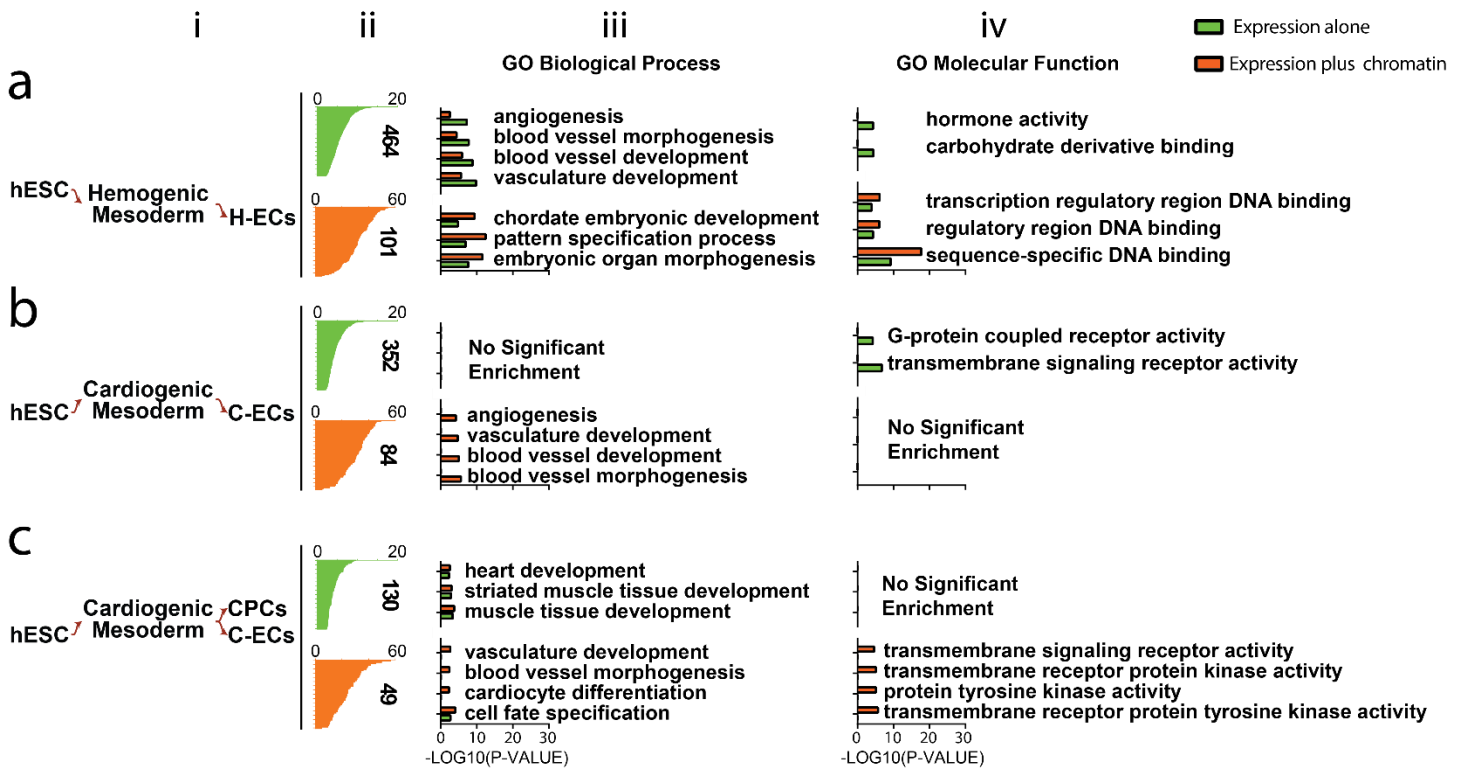 i
ii
iii
iv
Expression alone
Expression plus chromatin
GO Biological Process
GO Molecular Function
a
hESC
Hemogenic
Mesoderm
H-ECs
0 20
464
0 60
101
angiogenesis
blood vessel morphogenesis
blood vessel development
vasculature development
chordate embryonic development
pattern specification process
embryonic organ morphogenesis
hormone activity
carbohydrate derivative binding
transcription regulatory region DNA binding
regulatory region DNA binding
sequence-specific DNA binding
b
hESC
Cardiogenic
Mesoderm
C-ECs
0 20
352
0 60
84
No Significant
Enrichment
angiogenesis
vasculature development
blood vessel development
blood vessel morphogenesis
G-protein coupled receptor activity
transmembrane signaling receptor activity
No Significant
Enrichment
c
hESC
Cardiogenic
Mesoderm
CPCs
C-ECs
0 20
130
0 60
49
heart development
striated muscle tissue development
muscle tissue development
vasculature development
blood vessel morphogenesis
cardiocyte differentiation
cell fate specification
0 10 20 30
-LOG10(P-VALUE)
No Significant
Enrichment
transmembrane signaling receptor activity
transmembrane receptor protein kinase activity
protein tyrosine kinase activity
transmembrane receptor protein tyrosine kinase activity
0 10 20 30
-LOG10(P-VALUE)